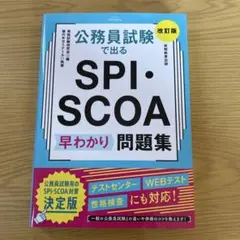 公務員試験
で出る
改訂版
SPI・
SCOA
早わかり
問題集
公務員試験用の
SPI・SCOA対策
決定版
テストセンター
WEBテスト
性格検査
にも対応!